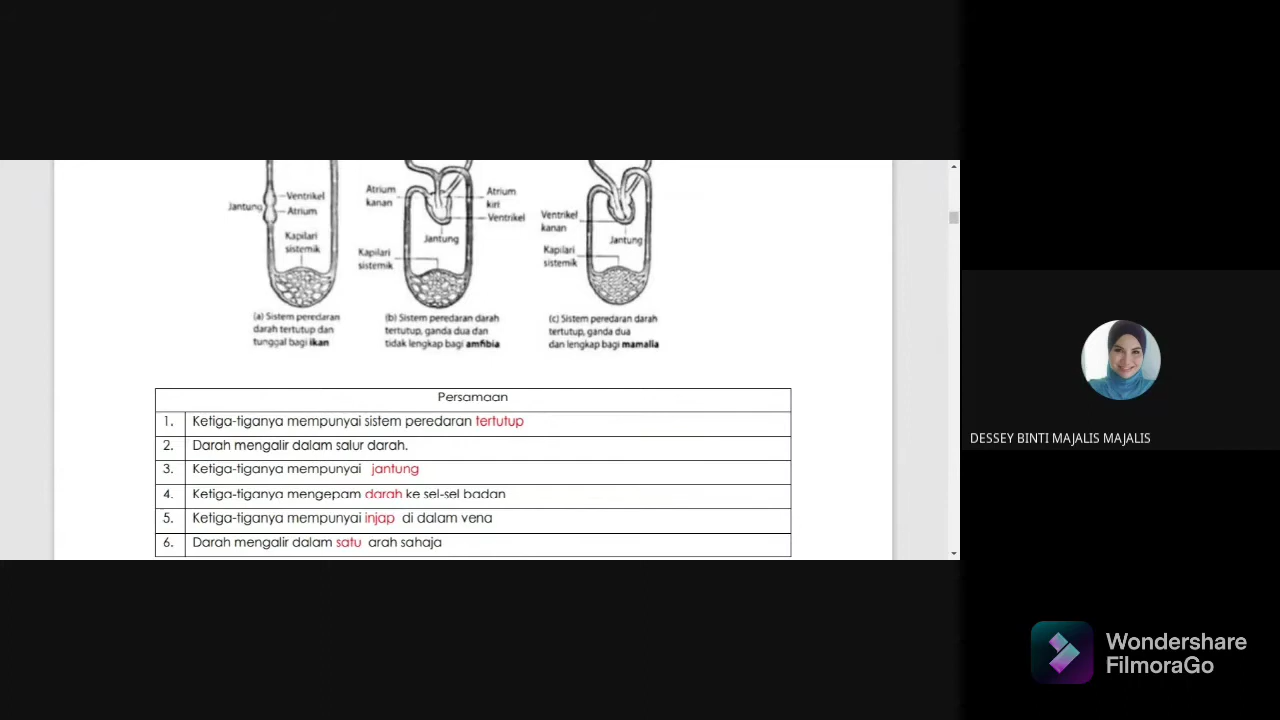 Ventrikel
Jantung
Atrium
Kapilari
sistemik
Atrium
kanan
Atrium
kiri
Ventrikel
Jantung
Kapilari
sistemik
Ventrikel
kanan
Jantung
Kapilari
sistemik
(a) Sistem peredaran
darah tertutup dan
tunggal bagi ikan
(b) Sistem peredaran darah
tertutup, ganda dua dan
tidak lengkap bagi amfibia
(c) Sistem peredaran darah
tertutup, ganda dua
dan lengkap bagi mamalia
Persamaan
1. Ketiga-tiganya mempunyai sistem peredaran tertutup
2. Darah mengalir dalam salur darah.
3. Ketiga-tiganya mempunyai jantung
4. Ketiga-tiganya mengepam darah ke sel-sel badan
5. Ketiga-tiganya mempunyai injap di dalam vena
6. Darah mengalir dalam satu arah sahaja
DESSEY BINTI MAJALIS MAJALIS
Wondershare
FilmoraGo